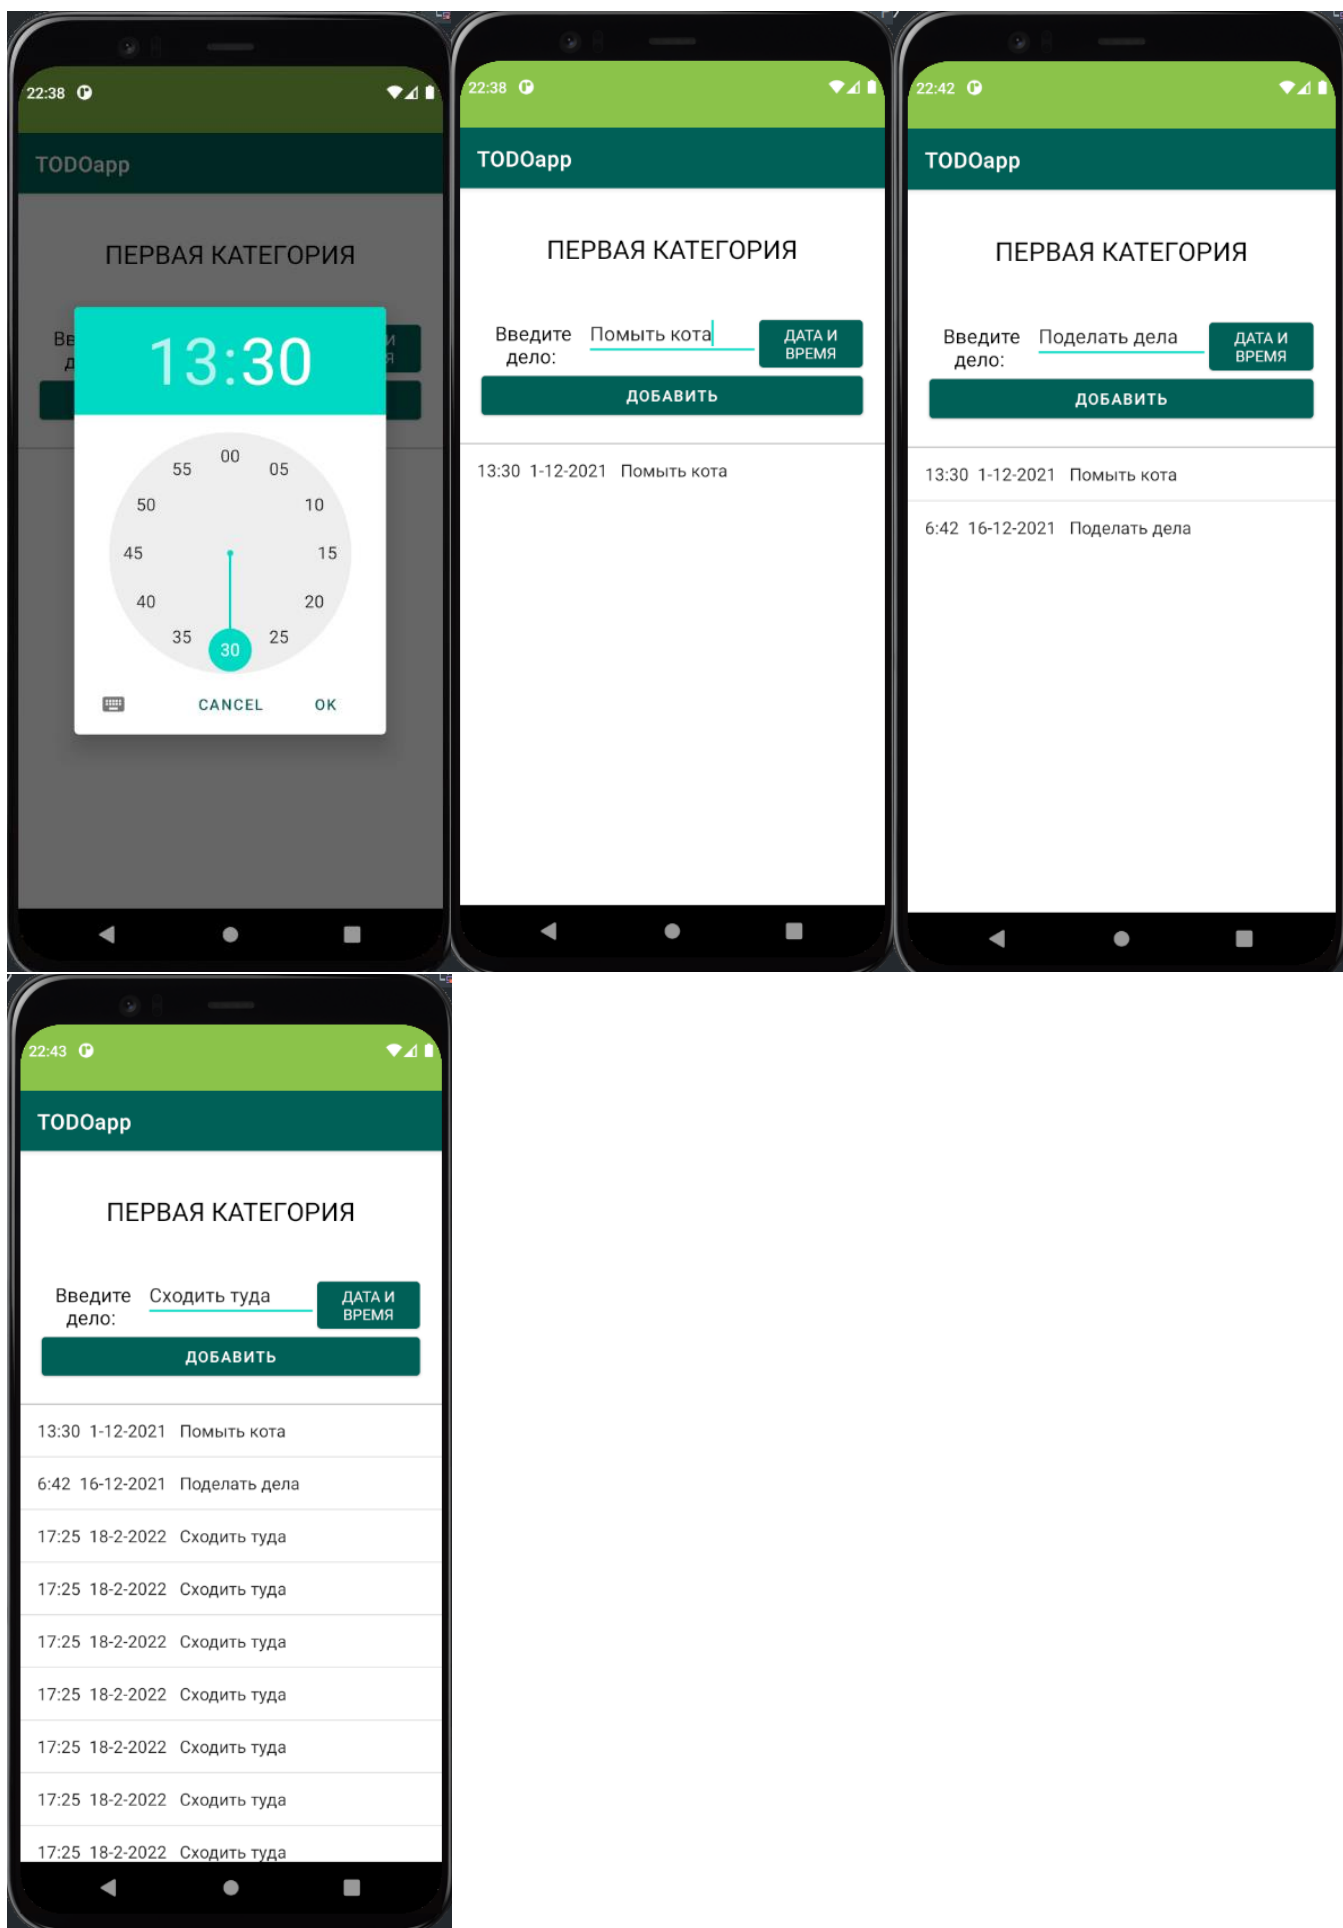 22:38
TODOapp
ПЕРВАЯ КАТЕГОРИЯ
13:30
00
05
10
15
20
25
30
35
40
45
50
55
CANCEL OK
22:38
TODOapp
ПЕРВАЯ КАТЕГОРИЯ
Введите
дело:
Помыть кота
ДАТА И
ВРЕМЯ
ДОБАВИТЬ
13:30 1-12-2021 Помыть кота
22:42
TODOapp
ПЕРВАЯ КАТЕГОРИЯ
Введите
дело:
Поделать дела
ДАТА И
ВРЕМЯ
ДОБАВИТЬ
13:30 1-12-2021 Помыть кота
6:42 16-12-2021 Поделать дела
22:43
TODOapp
ПЕРВАЯ КАТЕГОРИЯ
Введите
дело:
Сходить туда
ДАТА И
ВРЕМЯ
ДОБАВИТЬ
13:30 1-12-2021 Помыть кота
6:42 16-12-2021 Поделать дела
17:25 18-2-2022 Сходить туда
17:25 18-2-2022 Сходить туда
17:25 18-2-2022 Сходить туда
17:25 18-2-2022 Сходить туда
17:25 18-2-2022 Сходить туда
17:25 18-2-2022 Сходить туда
17:25 18-2-2022 Сходить туда